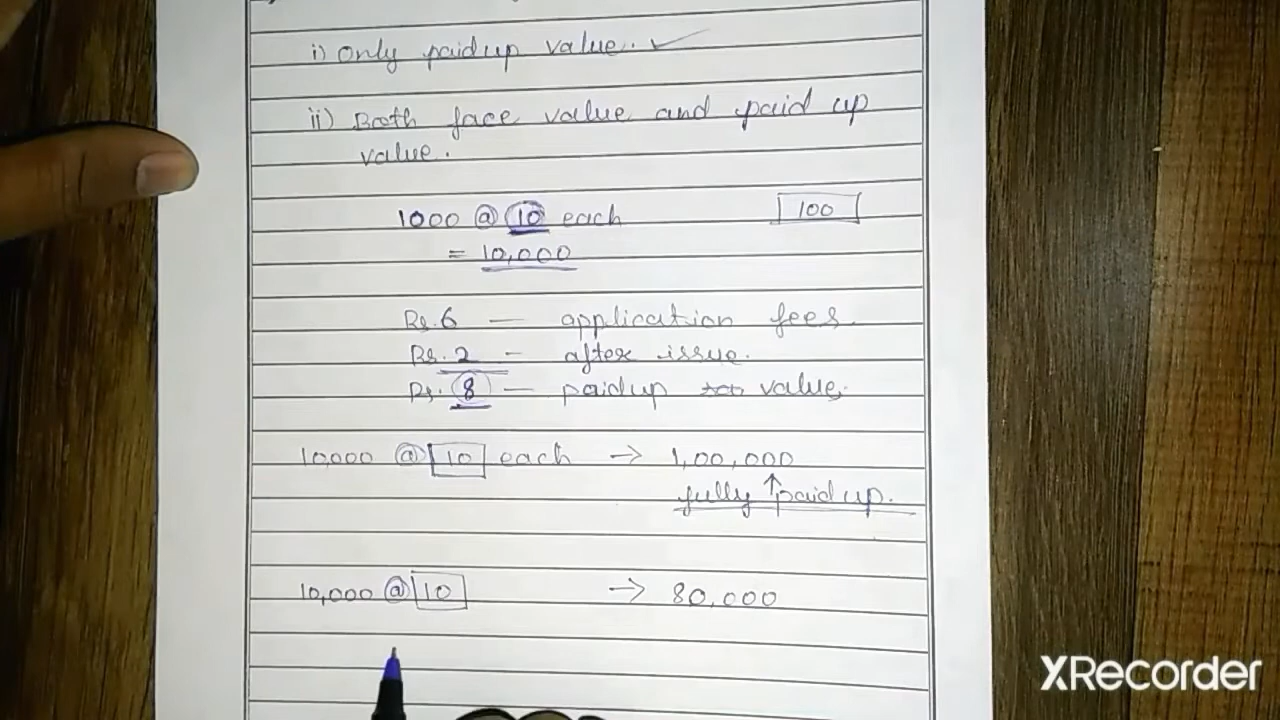 i) Only paidup value. ✓
ii) Both face value and paid up
value.
1000 @ 10 each
100
= 10,000
Rs.6 — application fees.
Rs.2 — after issue.
Rs.8 — paidup value.
10,000 @ 10 each → 1,00,000
↑
fully paid up.
10,000 @ 10 → 80,000
XRecorder